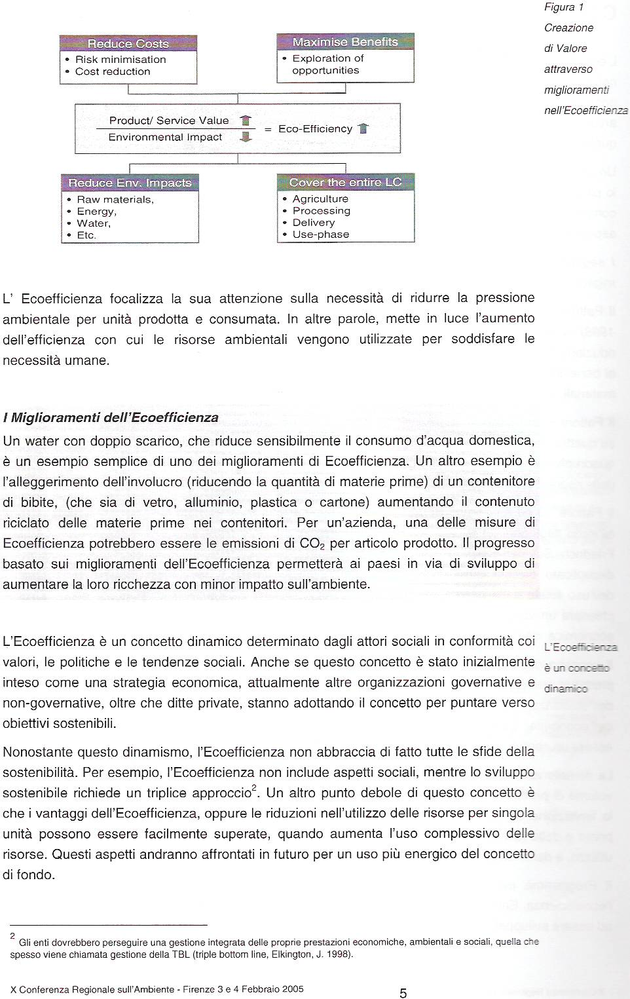 Figura 1
Creazione
di Valore
attraverso
miglioramenti
nell'Ecoefficienza
Reduce Costs
• Risk minimisation
• Cost reduction
Maximise Benefits
• Exploration of
opportunities
Product/ Service Value
Environmental Impact
= Eco-Efficiency
Reduce Env. Impacts
• Raw materials,
• Energy,
• Water,
• Etc.
Cover the entire LC
• Agriculture
• Processing
• Delivery
• Use-phase
L' Ecoefficienza focalizza la sua attenzione sulla necessità di ridurre la pressione
ambientale per unità prodotta e consumata. In altre parole, mette in luce l'aumento
dell'efficienza con cui le risorse ambientali vengono utilizzate per soddisfare le
necessità umane.
I Miglioramenti dell'Ecoefficienza
Un water con doppio scarico, che riduce sensibilmente il consumo d'acqua domestica,
è un esempio semplice di uno dei miglioramenti di Ecoefficienza. Un altro esempio è
l'alleggerimento dell'involucro (riducendo la quantità di materie prime) di un contenitore
di bibite, (che sia di vetro, alluminio, plastica o cartone) aumentando il contenuto
riciclato delle materie prime nei contenitori. Per un'azienda, una delle misure di
Ecoefficienza potrebbero essere le emissioni di CO₂ per articolo prodotto. Il progresso
basato sui miglioramenti dell'Ecoefficienza permetterà ai paesi in via di sviluppo di
aumentare la loro ricchezza con minor impatto sull'ambiente.
L'Ecoefficienza è un concetto dinamico determinato dagli attori sociali in conformità coi
valori, le politiche e le tendenze sociali. Anche se questo concetto è stato inizialmente
inteso come una strategia economica, attualmente altre organizzazioni governative e
non-governative, oltre che ditte private, stanno adottando il concetto per puntare verso
obiettivi sostenibili.
L'Ecoefficienza
è un concetto
dinamico
Nonostante questo dinamismo, l'Ecoefficienza non abbraccia di fatto tutte le sfide della
sostenibilità. Per esempio, l'Ecoefficienza non include aspetti sociali, mentre lo sviluppo
sostenibile richiede un triplice approccio². Un altro punto debole di questo concetto è
che i vantaggi dell'Ecoefficienza, oppure le riduzioni nell'utilizzo delle risorse per singola
unità possono essere facilmente superate, quando aumenta l'uso complessivo delle
risorse. Questi aspetti andranno affrontati in futuro per un uso più energico del concetto
di fondo.
² Gli enti dovrebbero perseguire una gestione integrata delle proprie prestazioni economiche, ambientali e sociali, quella che
spesso viene chiamata gestione della TBL (triple bottom line, Elkington, J. 1998).
X Conferenza Regionale sull'Ambiente - Firenze 3 e 4 Febbraio 2005
5